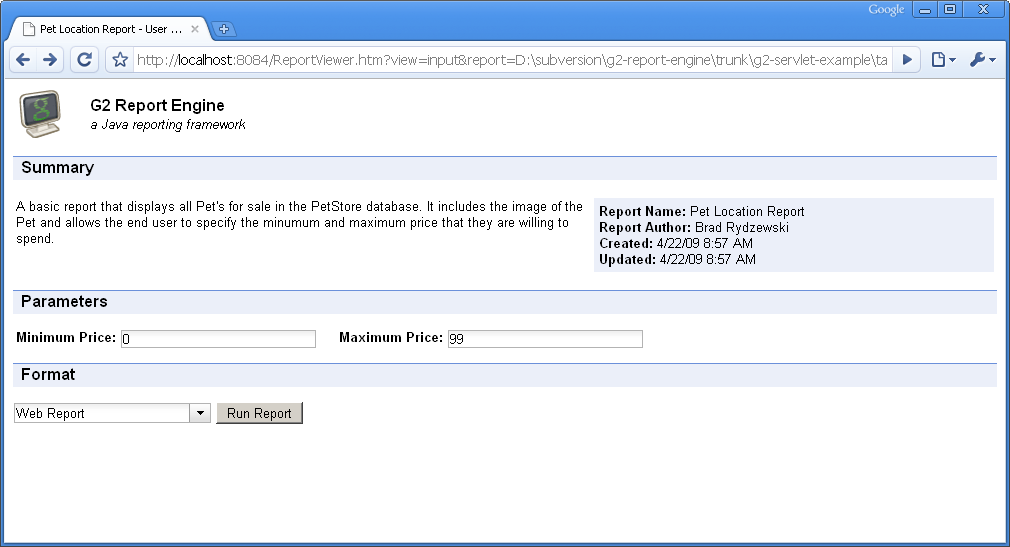 Google
Pet Location Report - User ...
http://localhost:8084/ReportViewer.htm?view=input&report=D:\subversion\g2-report-engine\trunk\g2-servlet-example\ta
G2 Report Engine
a Java reporting framework
Summary
A basic report that displays all Pet's for sale in the PetStore database. It includes the image of the
Pet and allows the end user to specify the minumum and maximum price that they are willing to
spend.
Report Name: Pet Location Report
Report Author: Brad Rydzewski
Created: 4/22/09 8:57 AM
Updated: 4/22/09 8:57 AM
Parameters
Minimum Price: 0 Maximum Price: 99
Format
Web Report Run Report